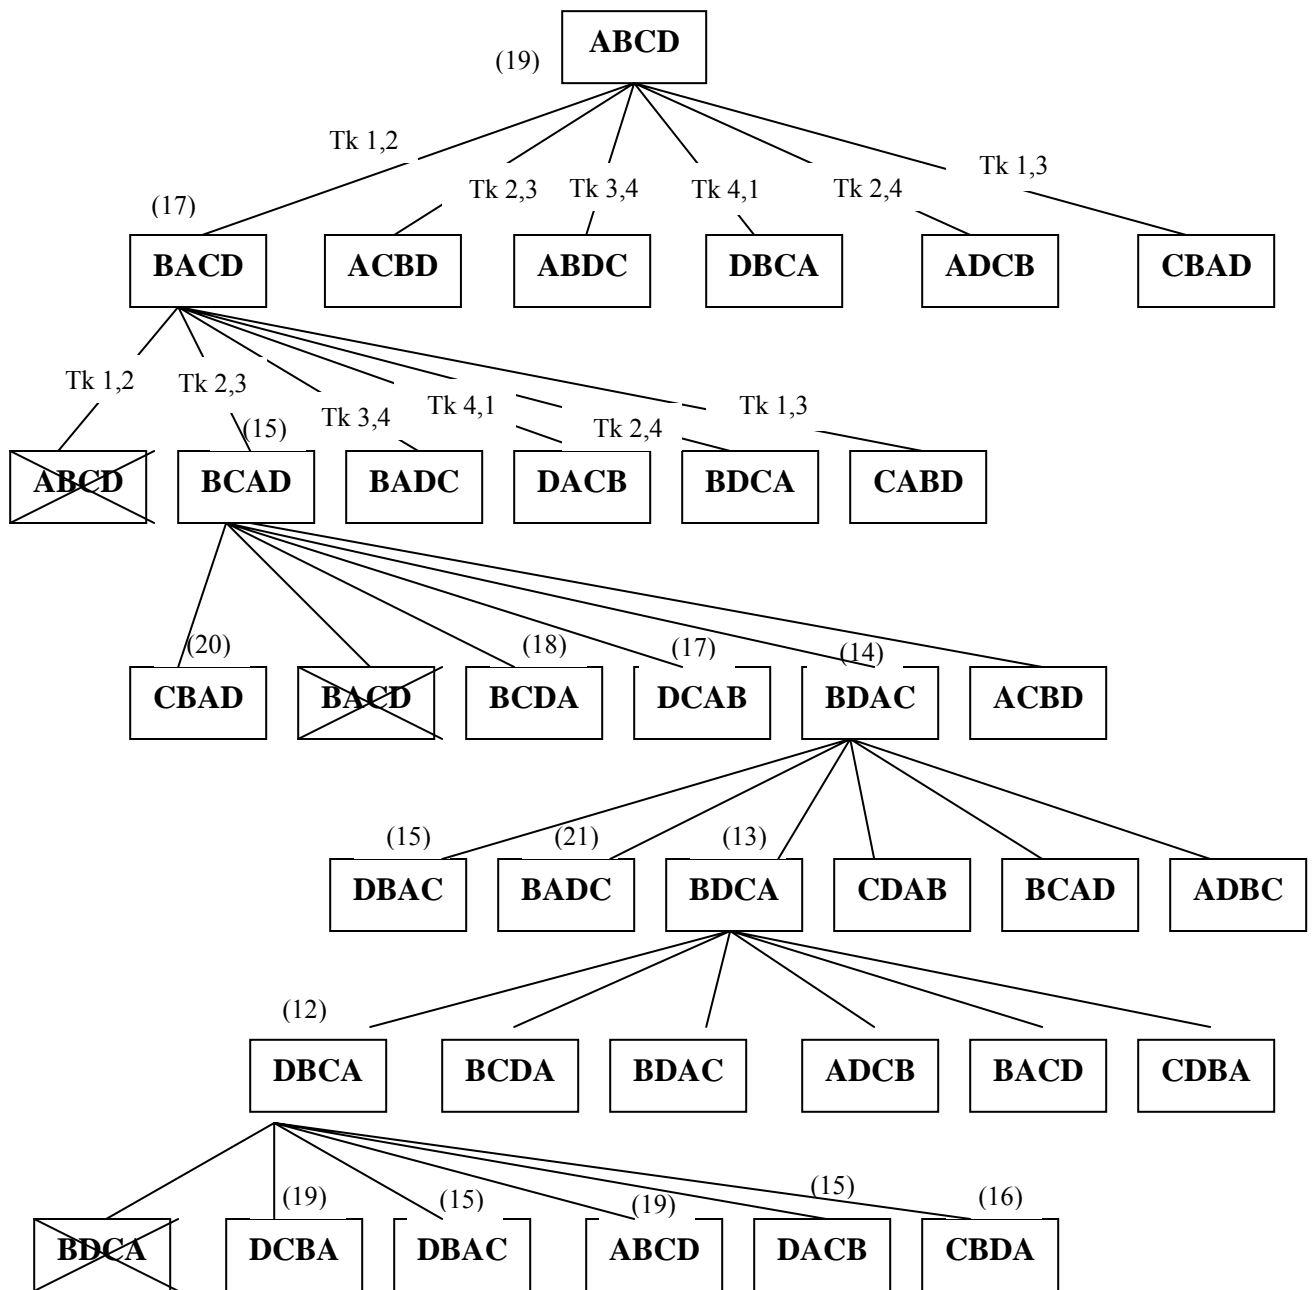 ABCD
(19)
Tk 1,2
Tk 2,3
Tk 3,4
Tk 4,1
Tk 2,4
Tk 1,3
(17)
BACD
ACBD
ABDC
DBCA
ADCB
CBAD
Tk 1,2
Tk 2,3
Tk 3,4
Tk 4,1
Tk 2,4
Tk 1,3
(15)
ABCD
BCAD
BADC
DACB
BDCA
CABD
(20)
(18)
(17)
(14)
CBAD
BACD
BCDA
DCAB
BDAC
ACBD
(15)
(21)
(13)
DBAC
BADC
BDCA
CDAB
BCAD
ADBC
(12)
DBCA
BCDA
BDAC
ADCB
BACD
CDBA
(19)
(15)
(19)
(15)
(16)
BDCA
DCBA
DBAC
ABCD
DACB
CBDA